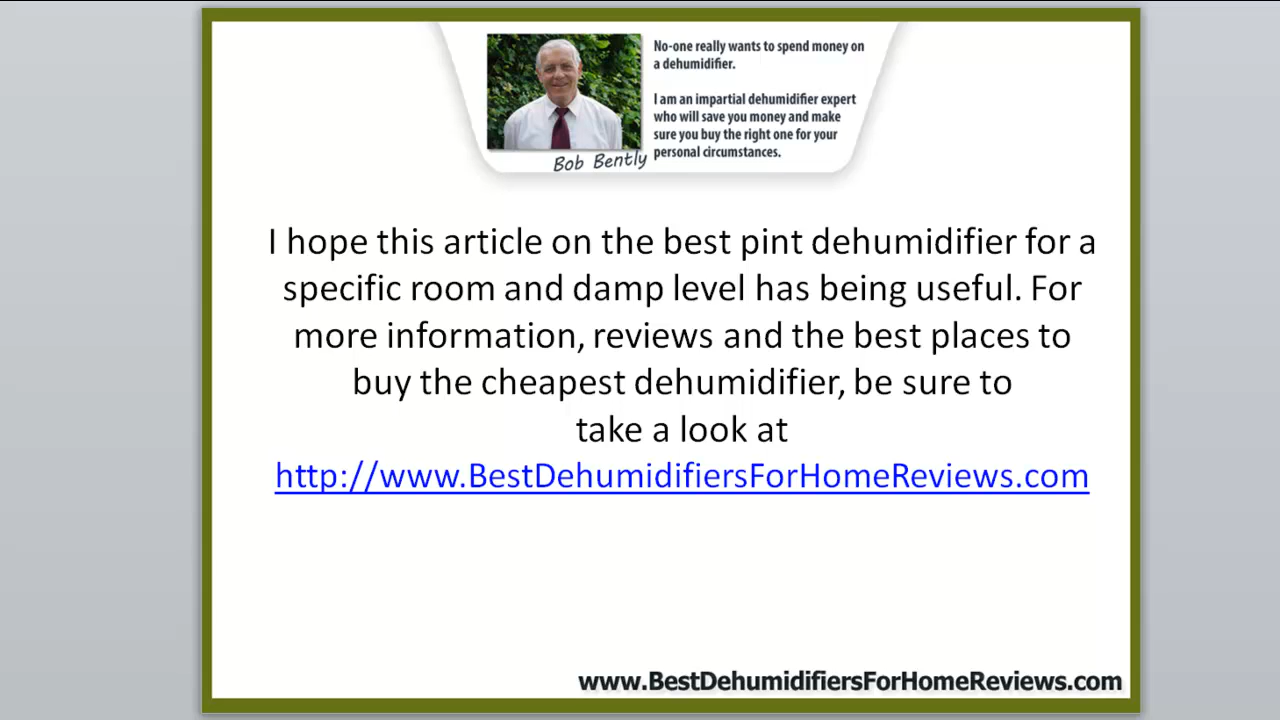 No-one really wants to spend money on
a dehumidifier.
I am an impartial dehumidifier expert
who will save you money and make
sure you buy the right one for your
personal circumstances.
Bob Bently
I hope this article on the best pint dehumidifier for a
specific room and damp level has being useful. For
more information, reviews and the best places to
buy the cheapest dehumidifier, be sure to
take a look at
http://www.BestDehumidifiersForHomeReviews.com
www.BestDehumidifiersForHomeReviews.com